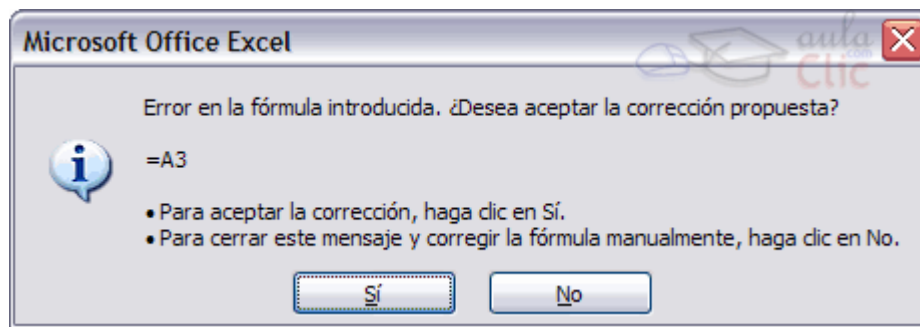 Microsoft Office Excel
aula
.com
Clic
Error en la fórmula introducida. ¿Desea aceptar la corrección propuesta?
=A3
• Para aceptar la corrección, haga clic en Sí.
• Para cerrar este mensaje y corregir la fórmula manualmente, haga clic en No.
Sí
No